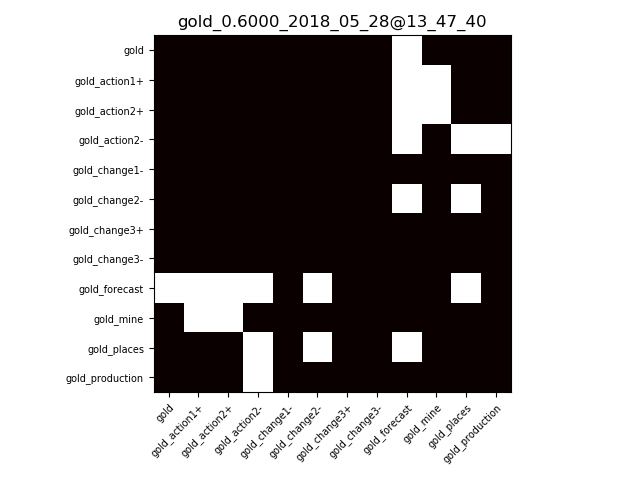 gold_0.6000_2018_05_28@13_47_40
gold
gold_action1+
gold_action2+
gold_action2-
gold_change1-
gold_change2-
gold_change3+
gold_change3-
gold_forecast
gold_mine
gold_places
gold_production
gold
gold_action1+
gold_action2+
gold_action2-
gold_change1-
gold_change2-
gold_change3+
gold_change3-
gold_forecast
gold_mine
gold_places
gold_production